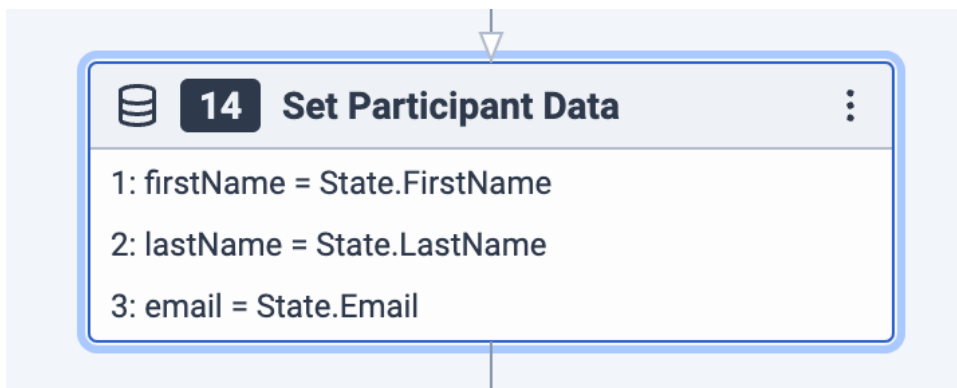 14 Set Participant Data
1: firstName = State.FirstName
2: lastName = State.LastName
3: email = State.Email